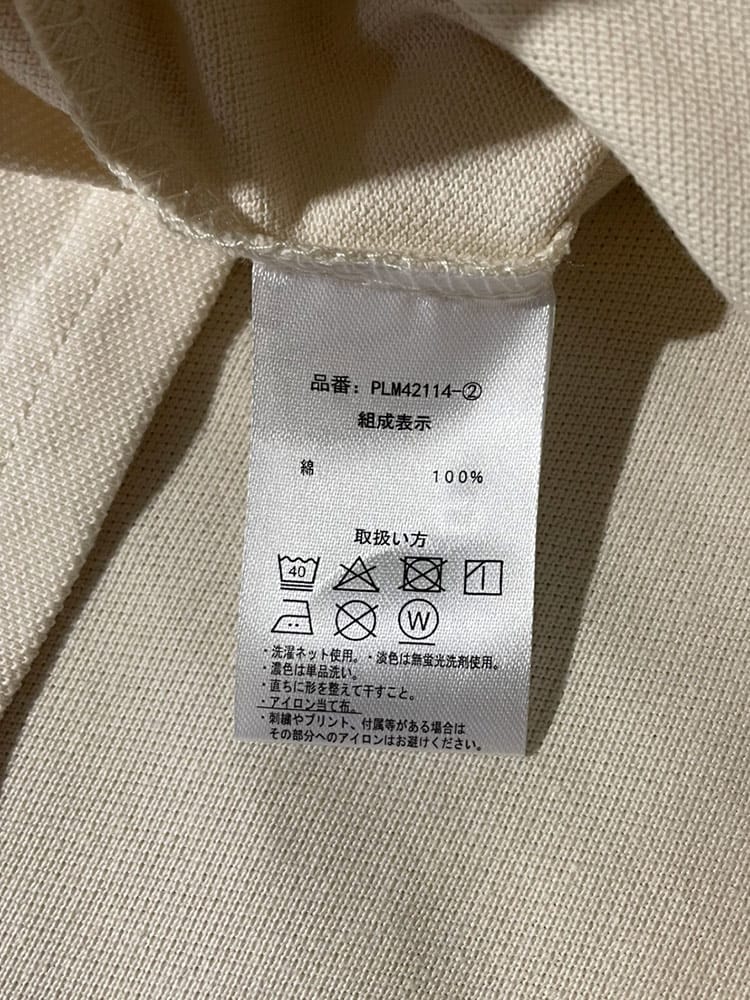 品番: PLM42114-②
組成表示
綿 100%
取扱い方
40
W
・洗濯ネット使用。・淡色は無蛍光洗剤使用。
・濃色は単品洗い。
・直ちに形を整えて干すこと。
・アイロン当て布。
・刺繍やプリント、付属等がある場合は
その部分へのアイロンはお避けください。